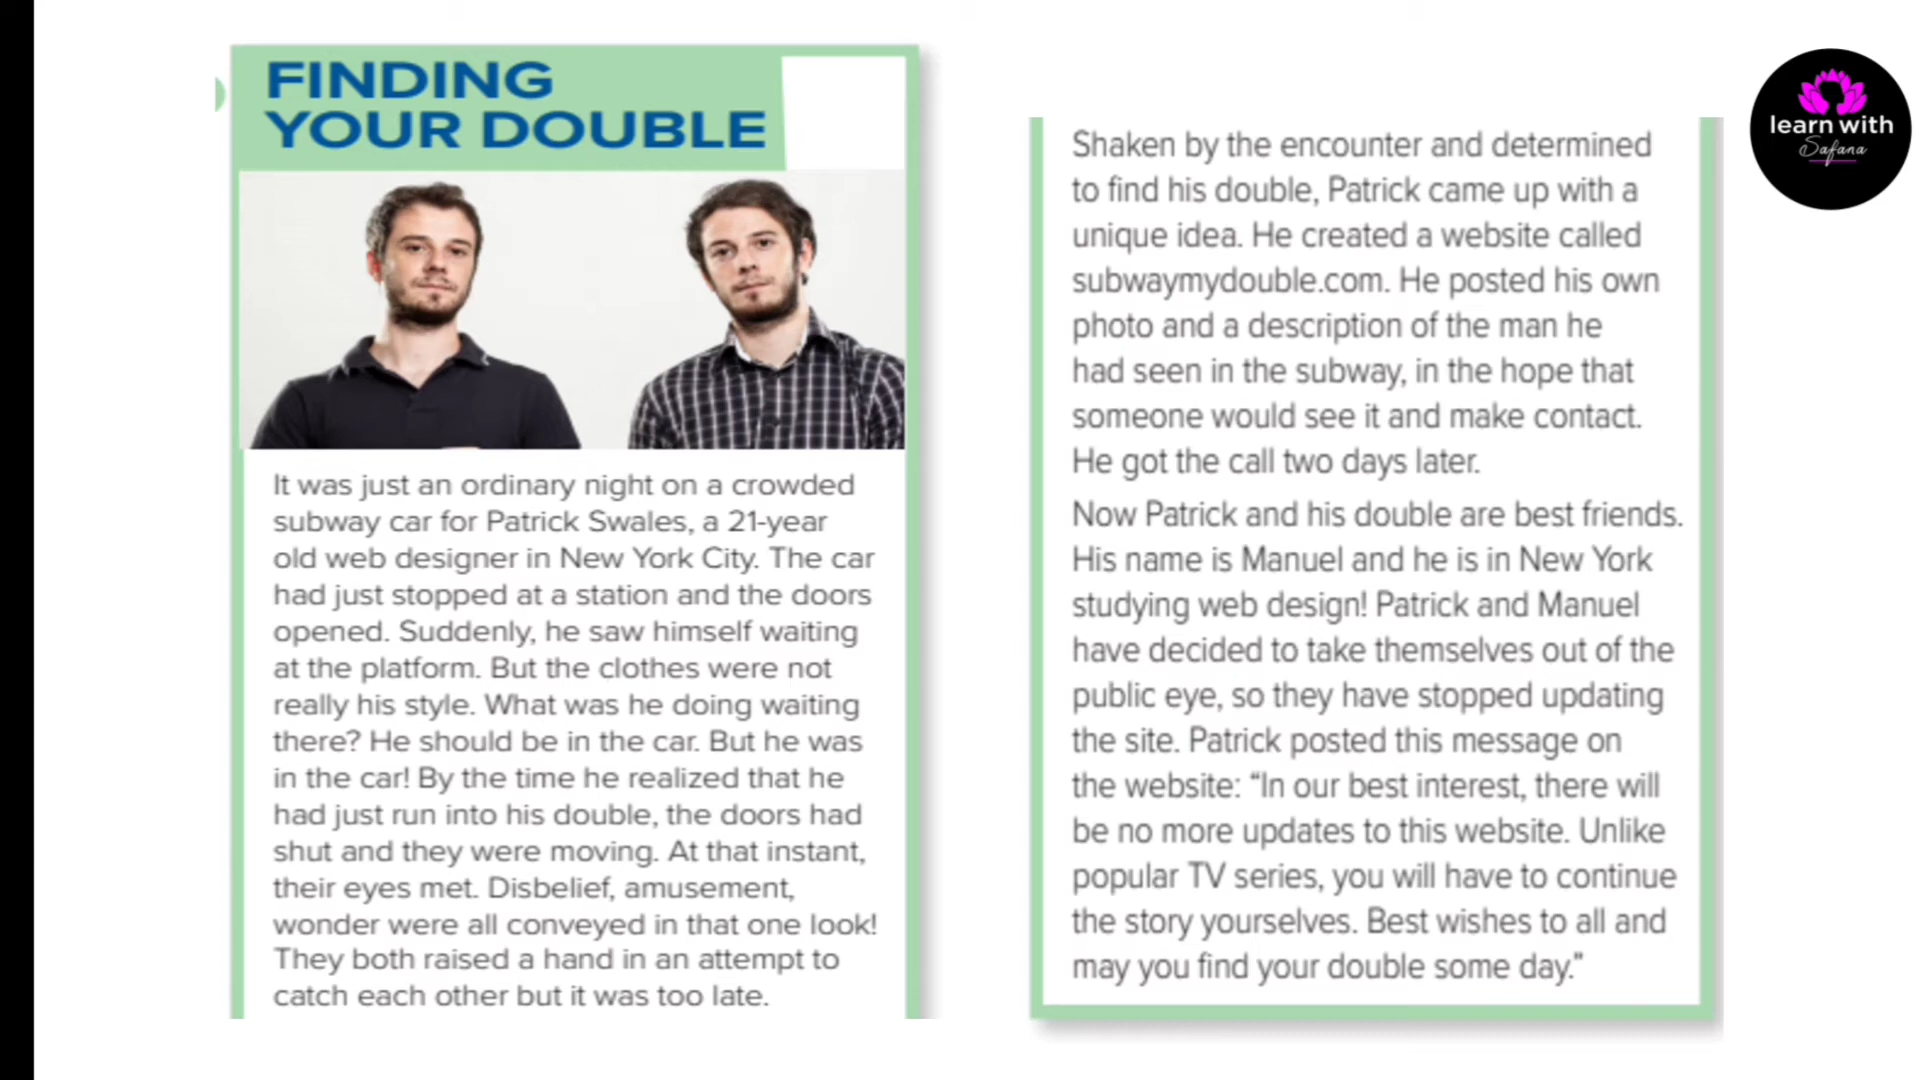 FINDING
YOUR DOUBLE
It was just an ordinary night on a crowded
subway car for Patrick Swales, a 21-year
old web designer in New York City. The car
had just stopped at a station and the doors
opened. Suddenly, he saw himself waiting
at the platform. But the clothes were not
really his style. What was he doing waiting
there? He should be in the car. But he was
in the car! By the time he realized that he
had just run into his double, the doors had
shut and they were moving. At that instant,
their eyes met. Disbelief, amusement,
wonder were all conveyed in that one look!
They both raised a hand in an attempt to
catch each other but it was too late.
Shaken by the encounter and determined
to find his double, Patrick came up with a
unique idea. He created a website called
subwaymydouble.com. He posted his own
photo and a description of the man he
had seen in the subway, in the hope that
someone would see it and make contact.
He got the call two days later.
Now Patrick and his double are best friends.
His name is Manuel and he is in New York
studying web design! Patrick and Manuel
have decided to take themselves out of the
public eye, so they have stopped updating
the site. Patrick posted this message on
the website: “In our best interest, there will
be no more updates to this website. Unlike
popular TV series, you will have to continue
the story yourselves. Best wishes to all and
may you find your double some day.”
learn with
Safana